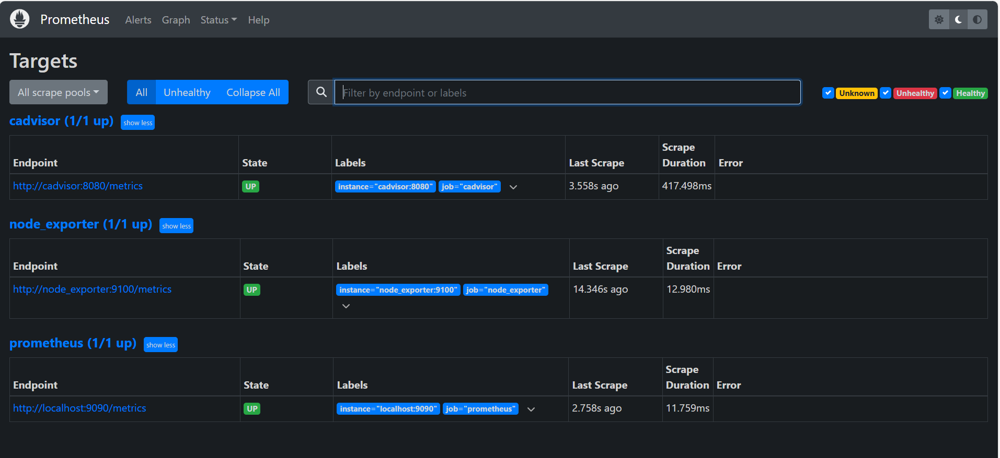 Prometheus Alerts Graph Status Help
Targets
All scrape pools All Unhealthy Collapse All Filter by endpoint or labels Unknown Unhealthy Healthy
cadvisor (1/1 up) show less
Endpoint State Labels Last Scrape Scrape Duration Error
http://cadvisor:8080/metrics UP instance="cadvisor:8080" job="cadvisor" 3.558s ago 417.498ms
node_exporter (1/1 up) show less
Endpoint State Labels Last Scrape Scrape Duration Error
http://node_exporter:9100/metrics UP instance="node_exporter:9100" job="node_exporter" 14.346s ago 12.980ms
prometheus (1/1 up) show less
Endpoint State Labels Last Scrape Scrape Duration Error
http://localhost:9090/metrics UP instance="localhost:9090" job="prometheus" 2.758s ago 11.759ms